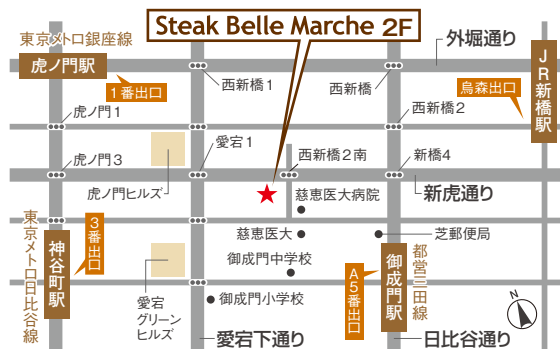 Steak Belle Marche 2F
東京メトロ銀座線
虎ノ門駅
1番出口
外堀通り
JR新橋駅
烏森出口
西新橋1
西新橋
虎ノ門1
西新橋2
虎ノ門3
愛宕1
西新橋2南
新橋4
虎ノ門ヒルズ
新虎通り
慈恵医大病院
慈恵医大
芝郵便局
御成門中学校
東京メトロ日比谷線
神谷町駅
3番出口
愛宕
グリーン
ヒルズ
御成門小学校
A5番出口
御成門駅
都営三田線
愛宕下通り
日比谷通り
N